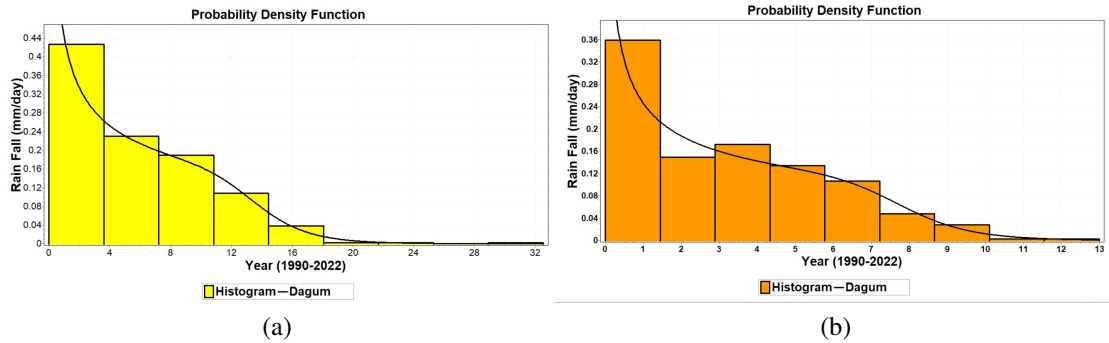 Probability Density Function
Rain Fall (mm/day)
0.44
0.4
0.36
0.32
0.28
0.24
0.2
0.16
0.12
0.08
0.04
0
0 4 8 12 16 20 24 28 32
Year (1990-2022)
Histogram — Dagum
(a)
Probability Density Function
Rain Fall (mm/day)
0.36
0.32
0.28
0.24
0.2
0.16
0.12
0.08
0.04
0
0 1 2 3 4 5 6 7 8 9 10 11 12 13
Year (1990-2022)
Histogram — Dagum
(b)